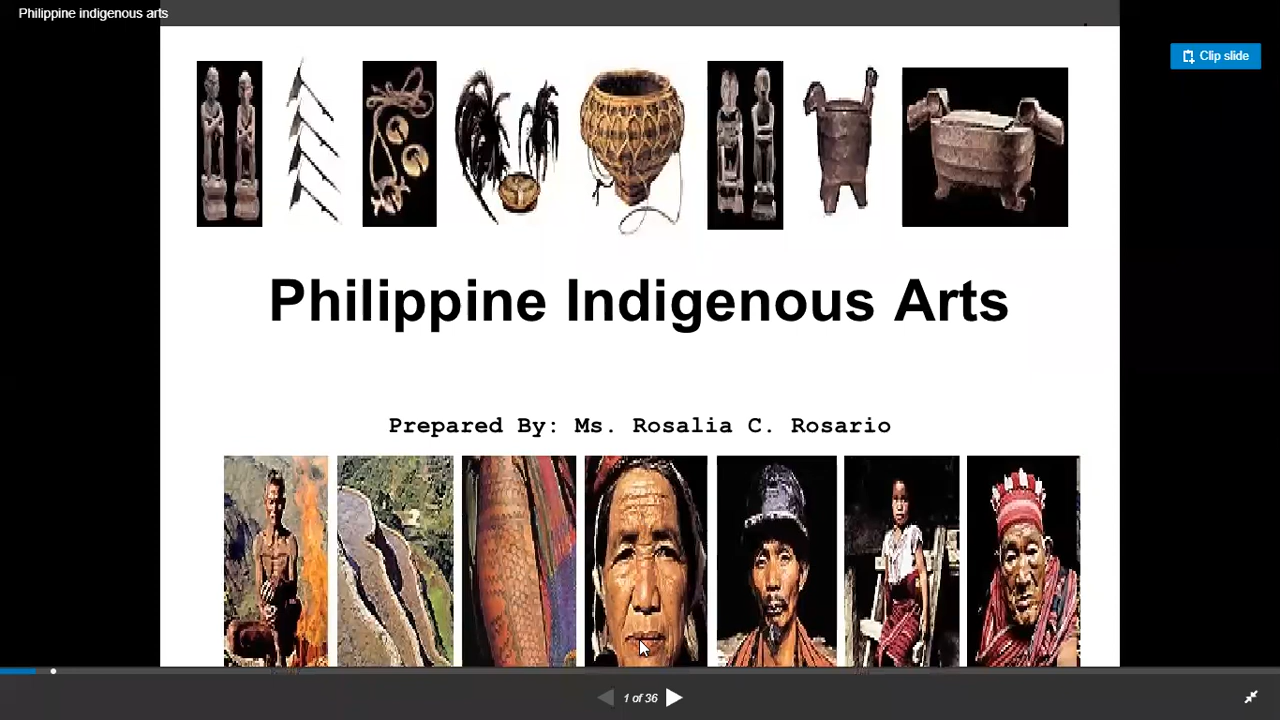 Philippine indigenous arts
Clip slide
Philippine Indigenous Arts
Prepared By: Ms. Rosalia C. Rosario
1 of 36